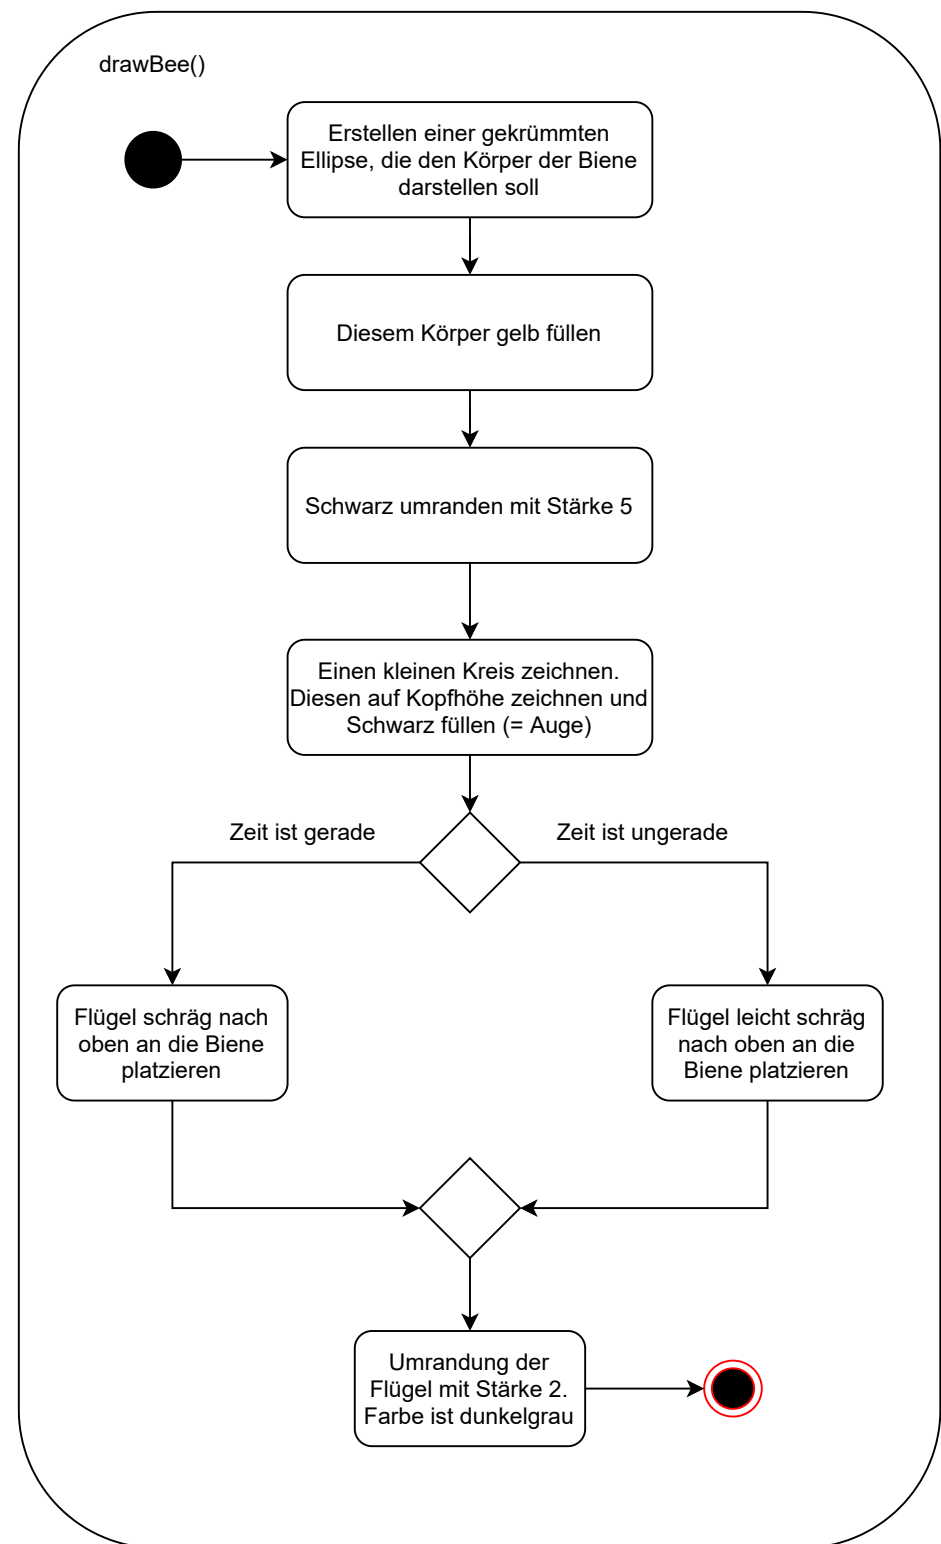 drawBee()
Erstellen einer gekrümmten
Ellipse, die den Körper der Biene
darstellen soll
Diesem Körper gelb füllen
Schwarz umranden mit Stärke 5
Einen kleinen Kreis zeichnen.
Diesen auf Kopfhöhe zeichnen und
Schwarz füllen (= Auge)
Zeit ist gerade
Zeit ist ungerade
Flügel schräg nach
oben an die Biene
platzieren
Flügel leicht schräg
nach oben an die
Biene platzieren
Umrandung der
Flügel mit Stärke 2.
Farbe ist dunkelgrau